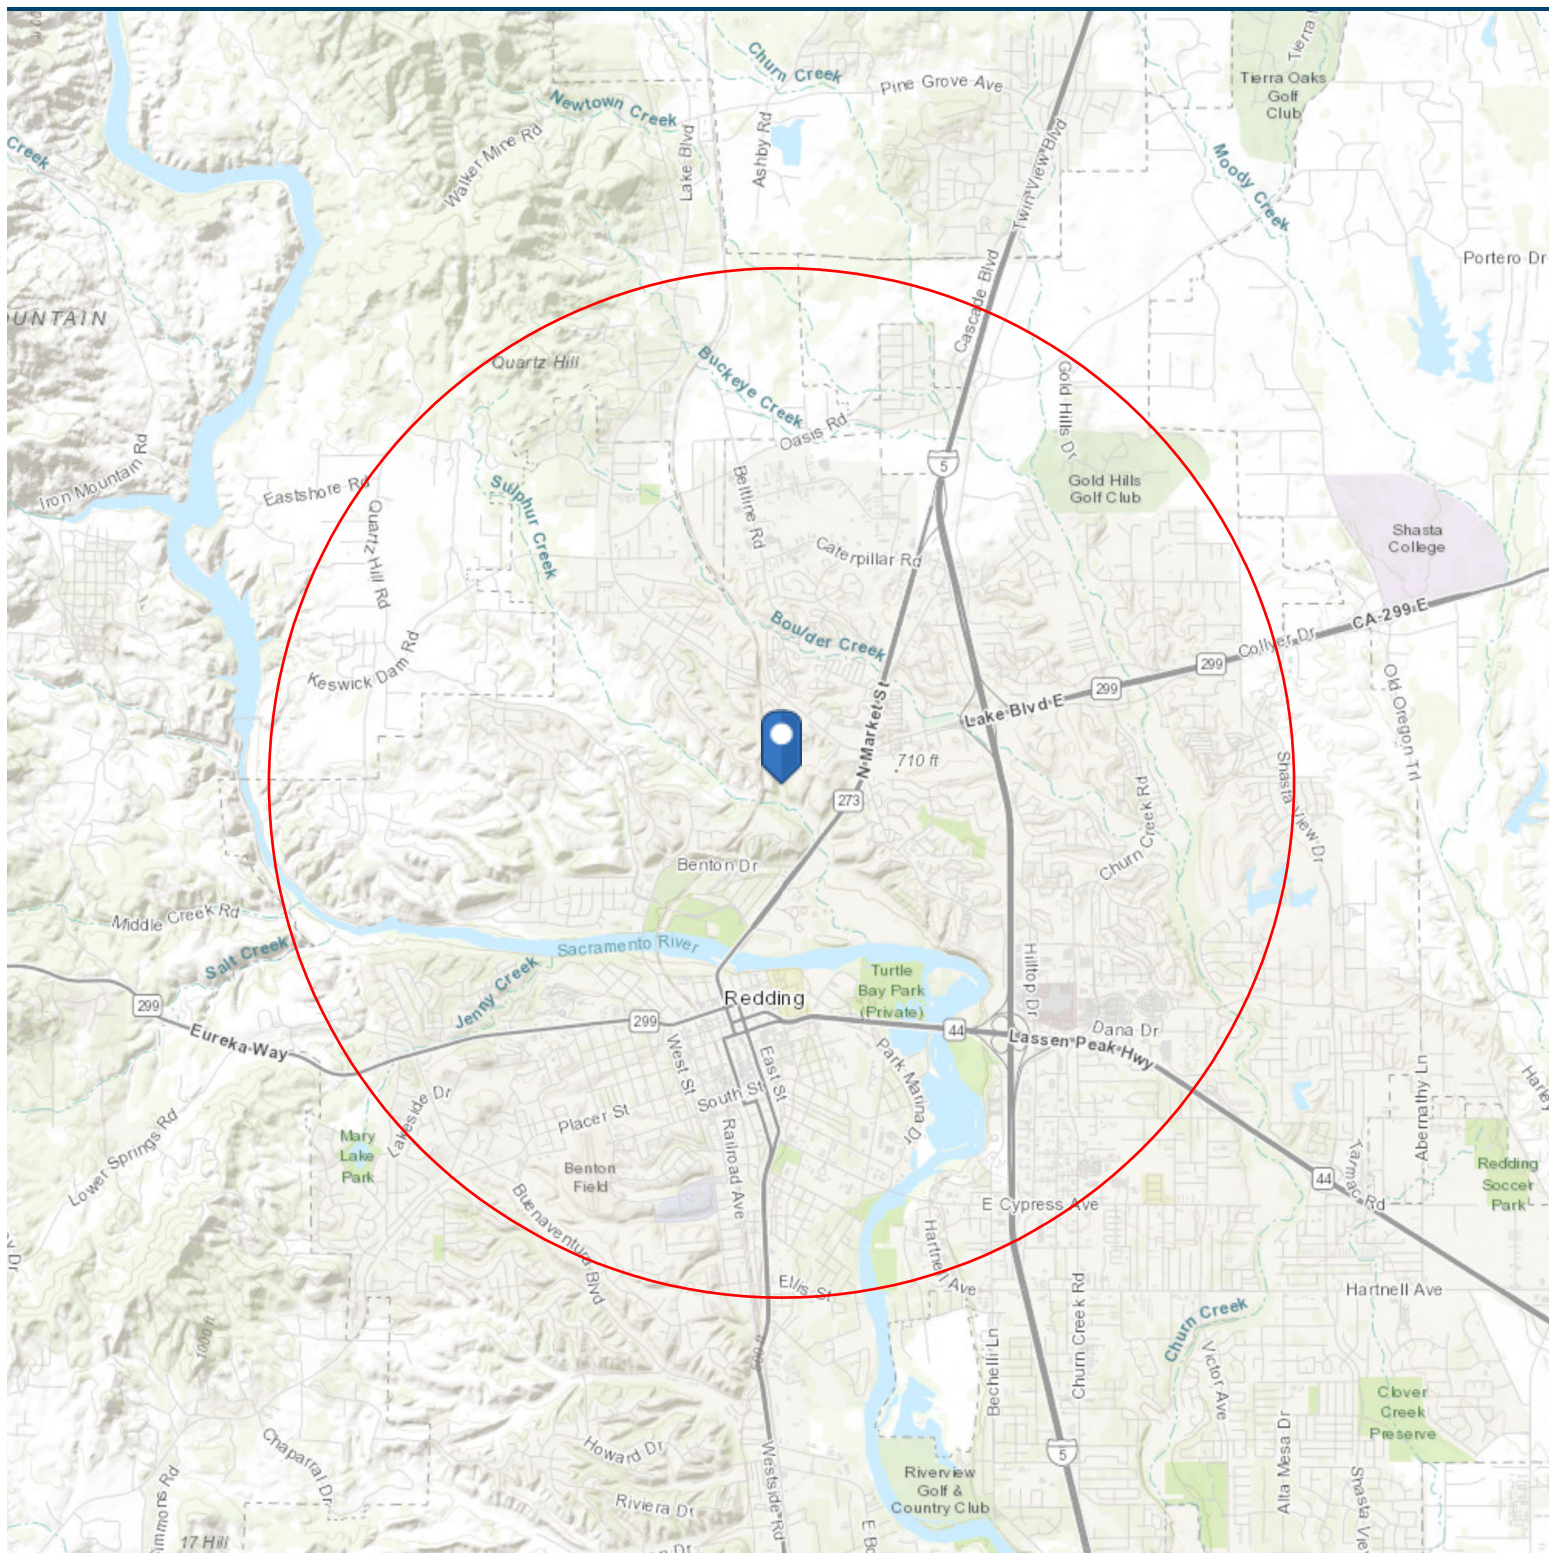 Churn Creek
Pine Grove Ave
Tierra
Tierra Oaks
Golf
Club
Newtown Creek
Walker Mine Rd
Lake Blvd
Ashby Rd
Twin View Blvd
Moody Creek
Creek
Portero Dr
Cascade Blvd
UNTAIN
Quartz Hill
Buckeye Creek
Gold Hills Dr
Oasis Rd
Iron Mountain Rd
Eastshore Rd
Quartz Hill Rd
Sulphur Creek
Beltline Rd
5
Gold Hills
Golf Club
Shasta
College
Caterpillar Rd
Boulder Creek
CA-299 E
Collyer Dr
299
299
Keswick Dam Rd
Lake Blvd E
Old Oregon Trl
N Market St
710 ft
273
Shasta View Dr
Churn Creek Rd
Benton Dr
Middle Creek Rd
Salt Creek
Jenny Creek
Sacramento River
Turtle
Bay Park
(Private)
Hilltop Dr
Redding
299
Eureka Way
299
44
Dana Dr
Lassen Peak Hwy
West St
East St
Park Marina Dr
South St
Lakeside Dr
Placer St
Railroad Ave
Abernathy Ln
Lower Springs Rd
Mary
Lake
Park
Benton
Field
Buenaventura Blvd
44
Tarmac Rd
Redding
Soccer
Park
E Cypress Ave
Hartnell Ave
Ellis St
Hartnell Ave
Churn Creek Rd
Churn Creek
Victor Ave
1000 ft
Bechelli Ln
Clover
Creek
Preserve
Alta Mesa Dr
Chaparral Dr
Howard Dr
Riviera Dr
Westside Rd
5
Riverview
Golf &
Country Club
17 Hill